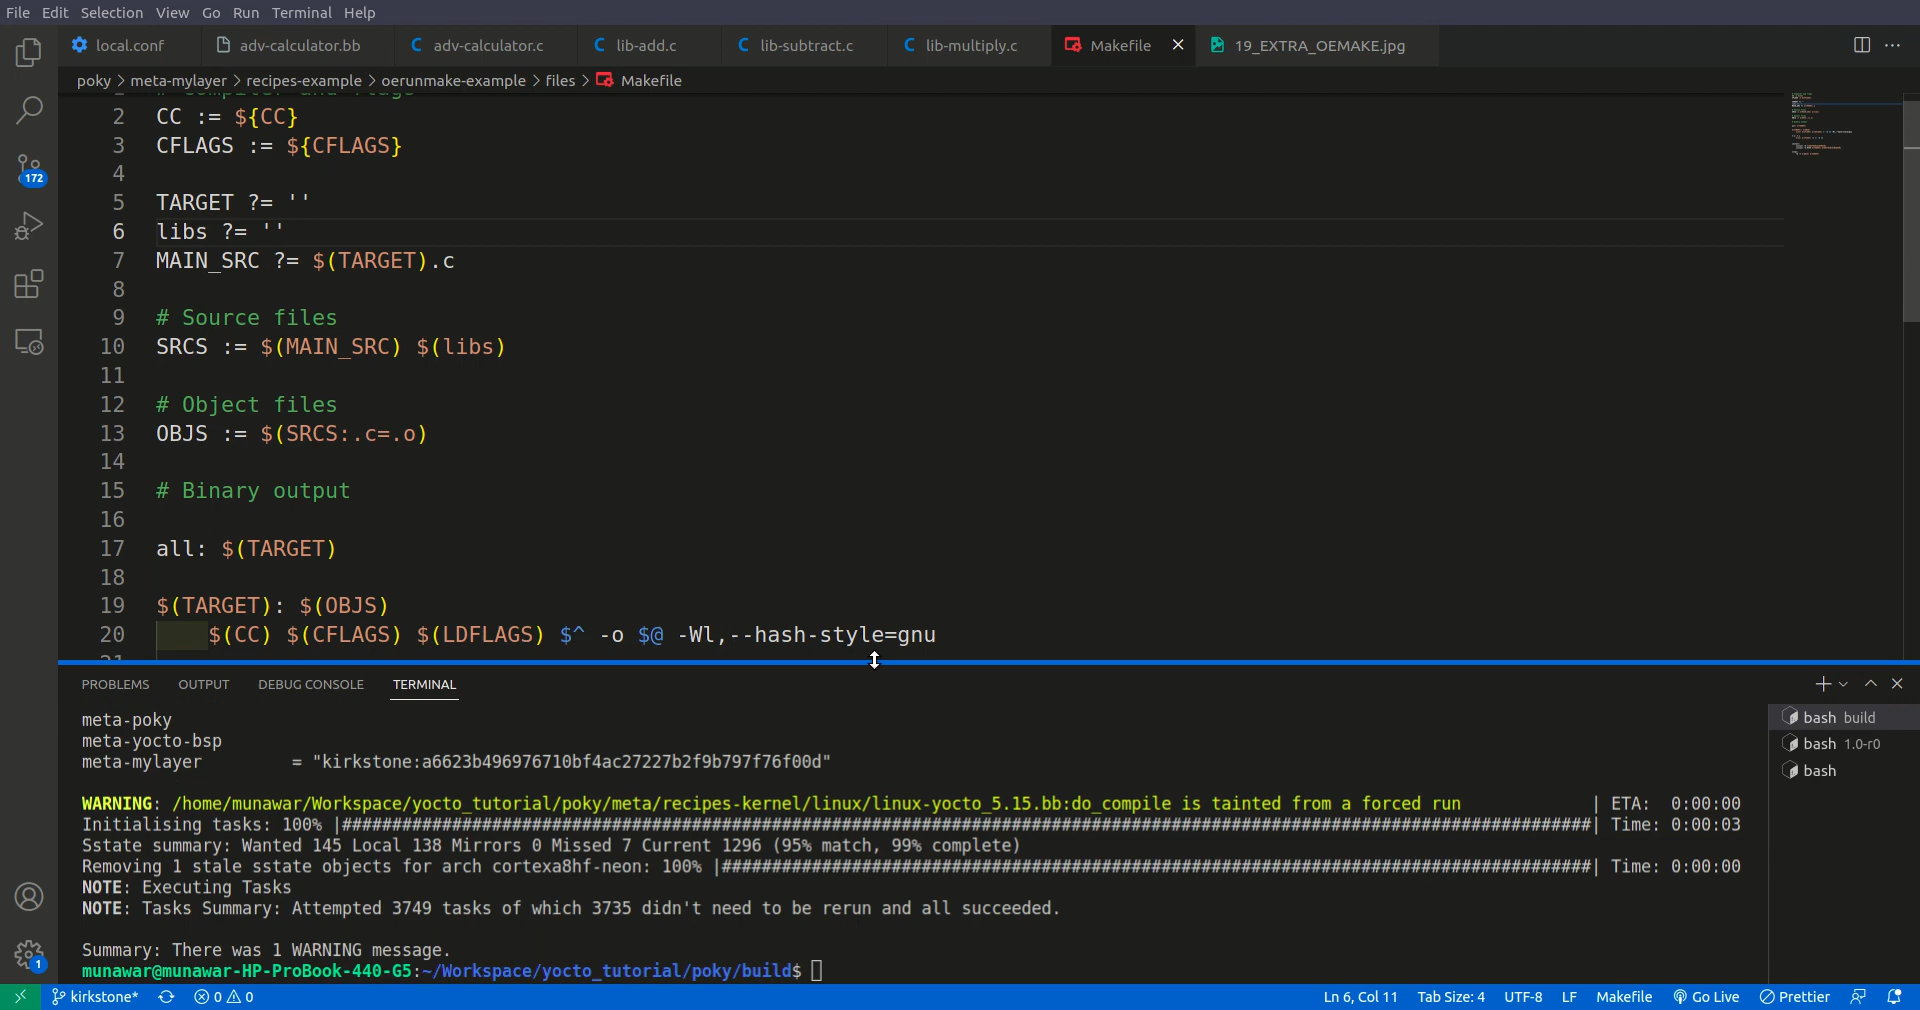 File Edit Selection View Go Run Terminal Help
local.conf adv-calculator.bb adv-calculator.c lib-add.c lib-subtract.c lib-multiply.c Makefile 19_EXTRA_OEMAKE.jpg
poky > meta-mylayer > recipes-example > oerunmake-example > files > Makefile
2 CC := ${CC}
3 CFLAGS := ${CFLAGS}
4
5 TARGET ?= ''
6 libs ?= ''
7 MAIN_SRC ?= $(TARGET).c
8
9 # Source files
10 SRCS := $(MAIN_SRC) $(libs)
11
12 # Object files
13 OBJS := $(SRCS:.c=.o)
14
15 # Binary output
16
17 all: $(TARGET)
18
19 $(TARGET): $(OBJS)
20 $(CC) $(CFLAGS) $(LDFLAGS) $^ -o $@ -Wl,--hash-style=gnu
172
PROBLEMS OUTPUT DEBUG CONSOLE TERMINAL
meta-poky
meta-yocto-bsp
meta-mylayer = "kirkstone:a6623b496976710bf4ac27227b2f9b797f76f00d"
WARNING: /home/munawar/Workspace/yocto_tutorial/poky/meta/recipes-kernel/linux/linux-yocto_5.15.bb:do_compile is tainted from a forced run | ETA: 0:00:00
Initialising tasks: 100% |#############################################################################################################################| Time: 0:00:03
Sstate summary: Wanted 145 Local 138 Mirrors 0 Missed 7 Current 1296 (95% match, 99% complete)
Removing 1 stale sstate objects for arch cortexa8hf-neon: 100% |#######################################################################################| Time: 0:00:00
NOTE: Executing Tasks
NOTE: Tasks Summary: Attempted 3749 tasks of which 3735 didn't need to be rerun and all succeeded.
Summary: There was 1 WARNING message.
munawar@munawar-HP-ProBook-440-G5:~/Workspace/yocto_tutorial/poky/build$
bash build
bash 1.0-r0
bash
1
kirkstone* 0 0 Ln 6, Col 11 Tab Size: 4 UTF-8 LF Makefile Go Live Prettier